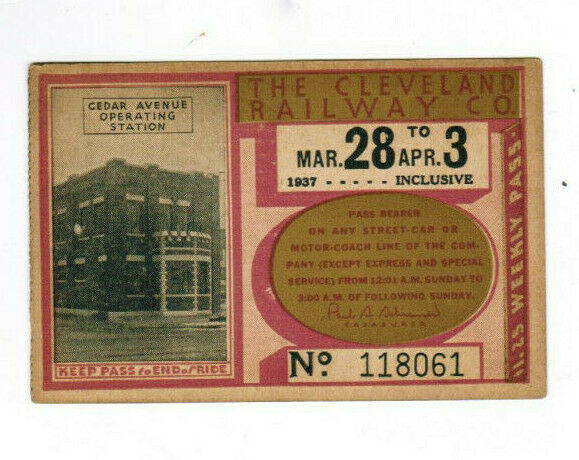 CEDAR AVENUE
OPERATING
STATION
KEEP PASS to END of RIDE
THE CLEVELAND
RAILWAY CO.
MAR. 28 TO APR. 3
1937 - - - - - INCLUSIVE
PASS BEARER
ON ANY STREET-CAR OR
MOTOR-COACH LINE OF THE COM-
PANY (EXCEPT EXPRESS AND SPECIAL
SERVICE) FROM 12:01 A.M. SUNDAY TO
3:00 A.M. OF FOLLOWING SUNDAY.
TREASURER
No. 118061
$1.25 WEEKLY PASS